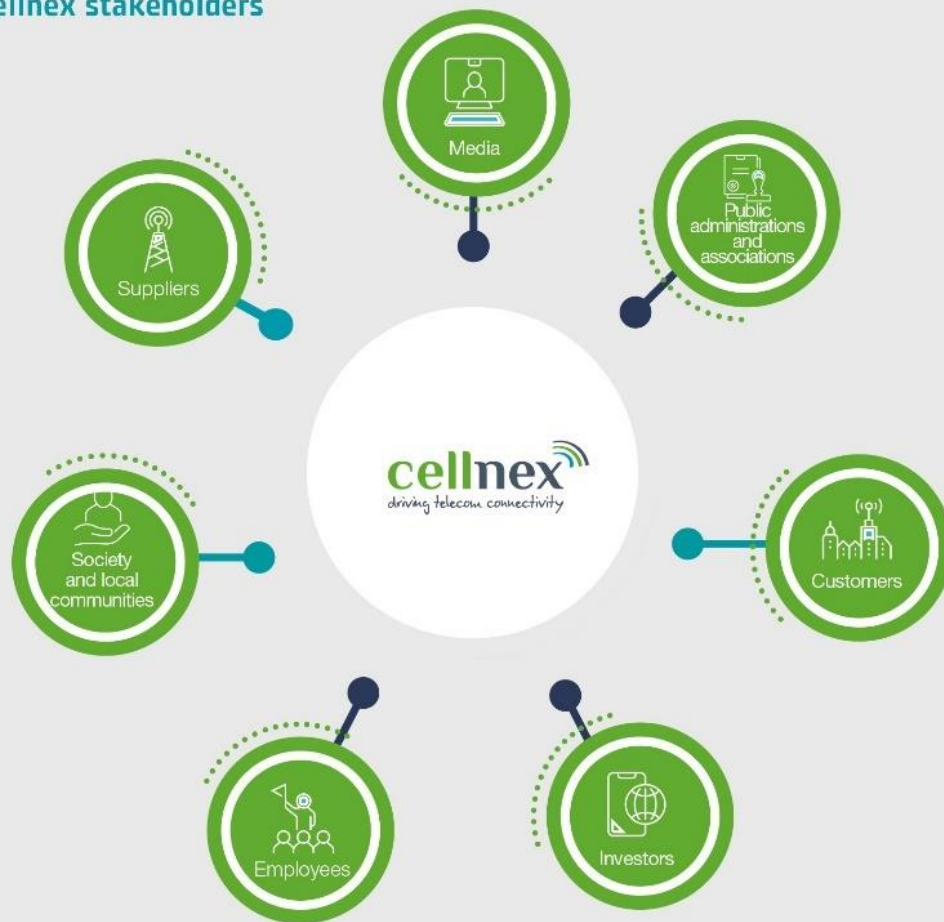 ellnex stakeholders
Media
Public
administrations
and
associations
Suppliers
cellnex
driving telecom connectivity
Society
and local
communities
Customers
Employees
Investors